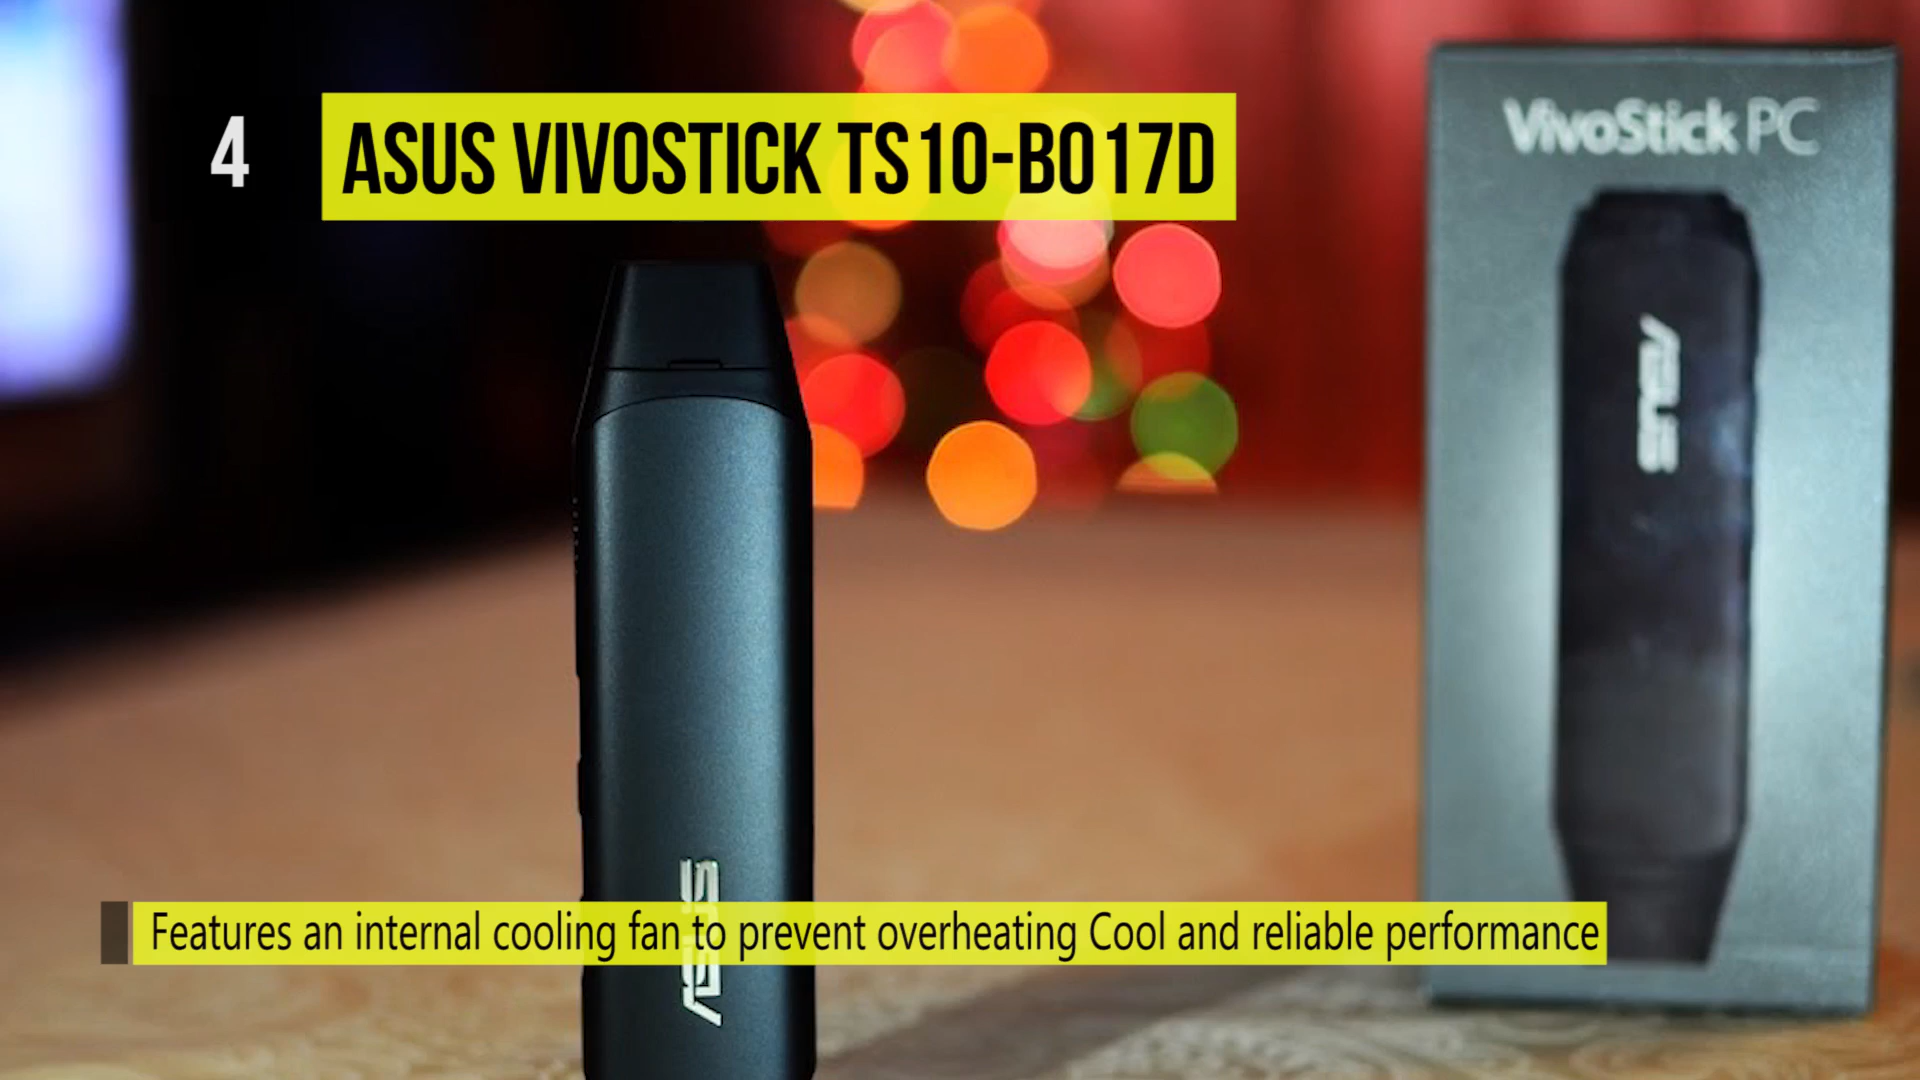 4
ASUS VIVOSTICK TS10-B017D
VivoStick PC
ASUS
ASUS
Features an internal cooling fan to prevent overheating Cool and reliable performance